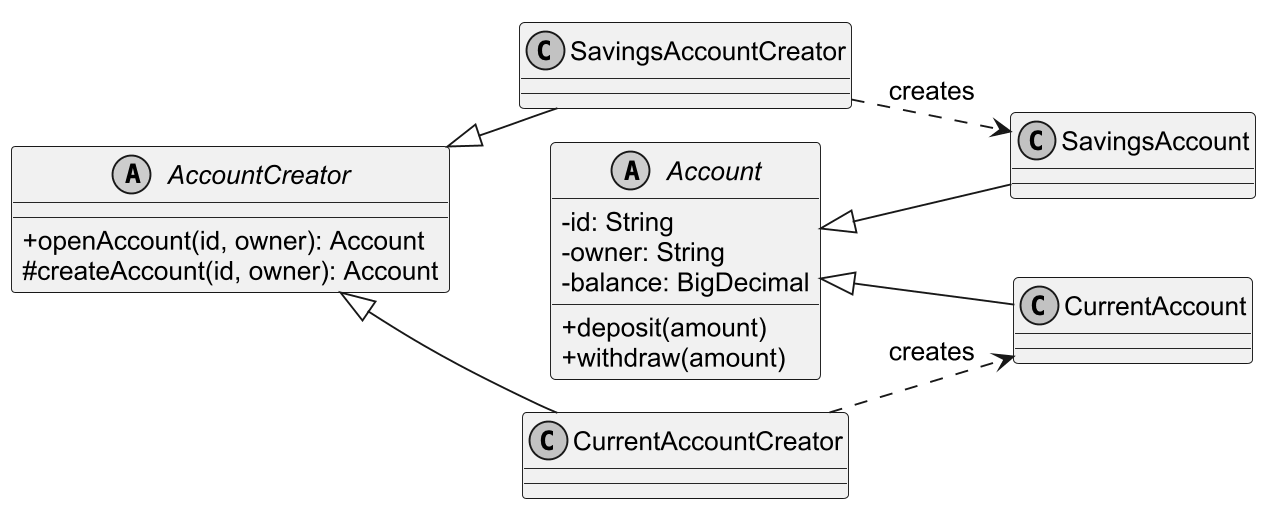 C SavingsAccountCreator
creates
C SavingsAccount
A AccountCreator
+openAccount(id, owner): Account
#createAccount(id, owner): Account
A Account
-id: String
-owner: String
-balance: BigDecimal
+deposit(amount)
+withdraw(amount)
C CurrentAccount
creates
C CurrentAccountCreator